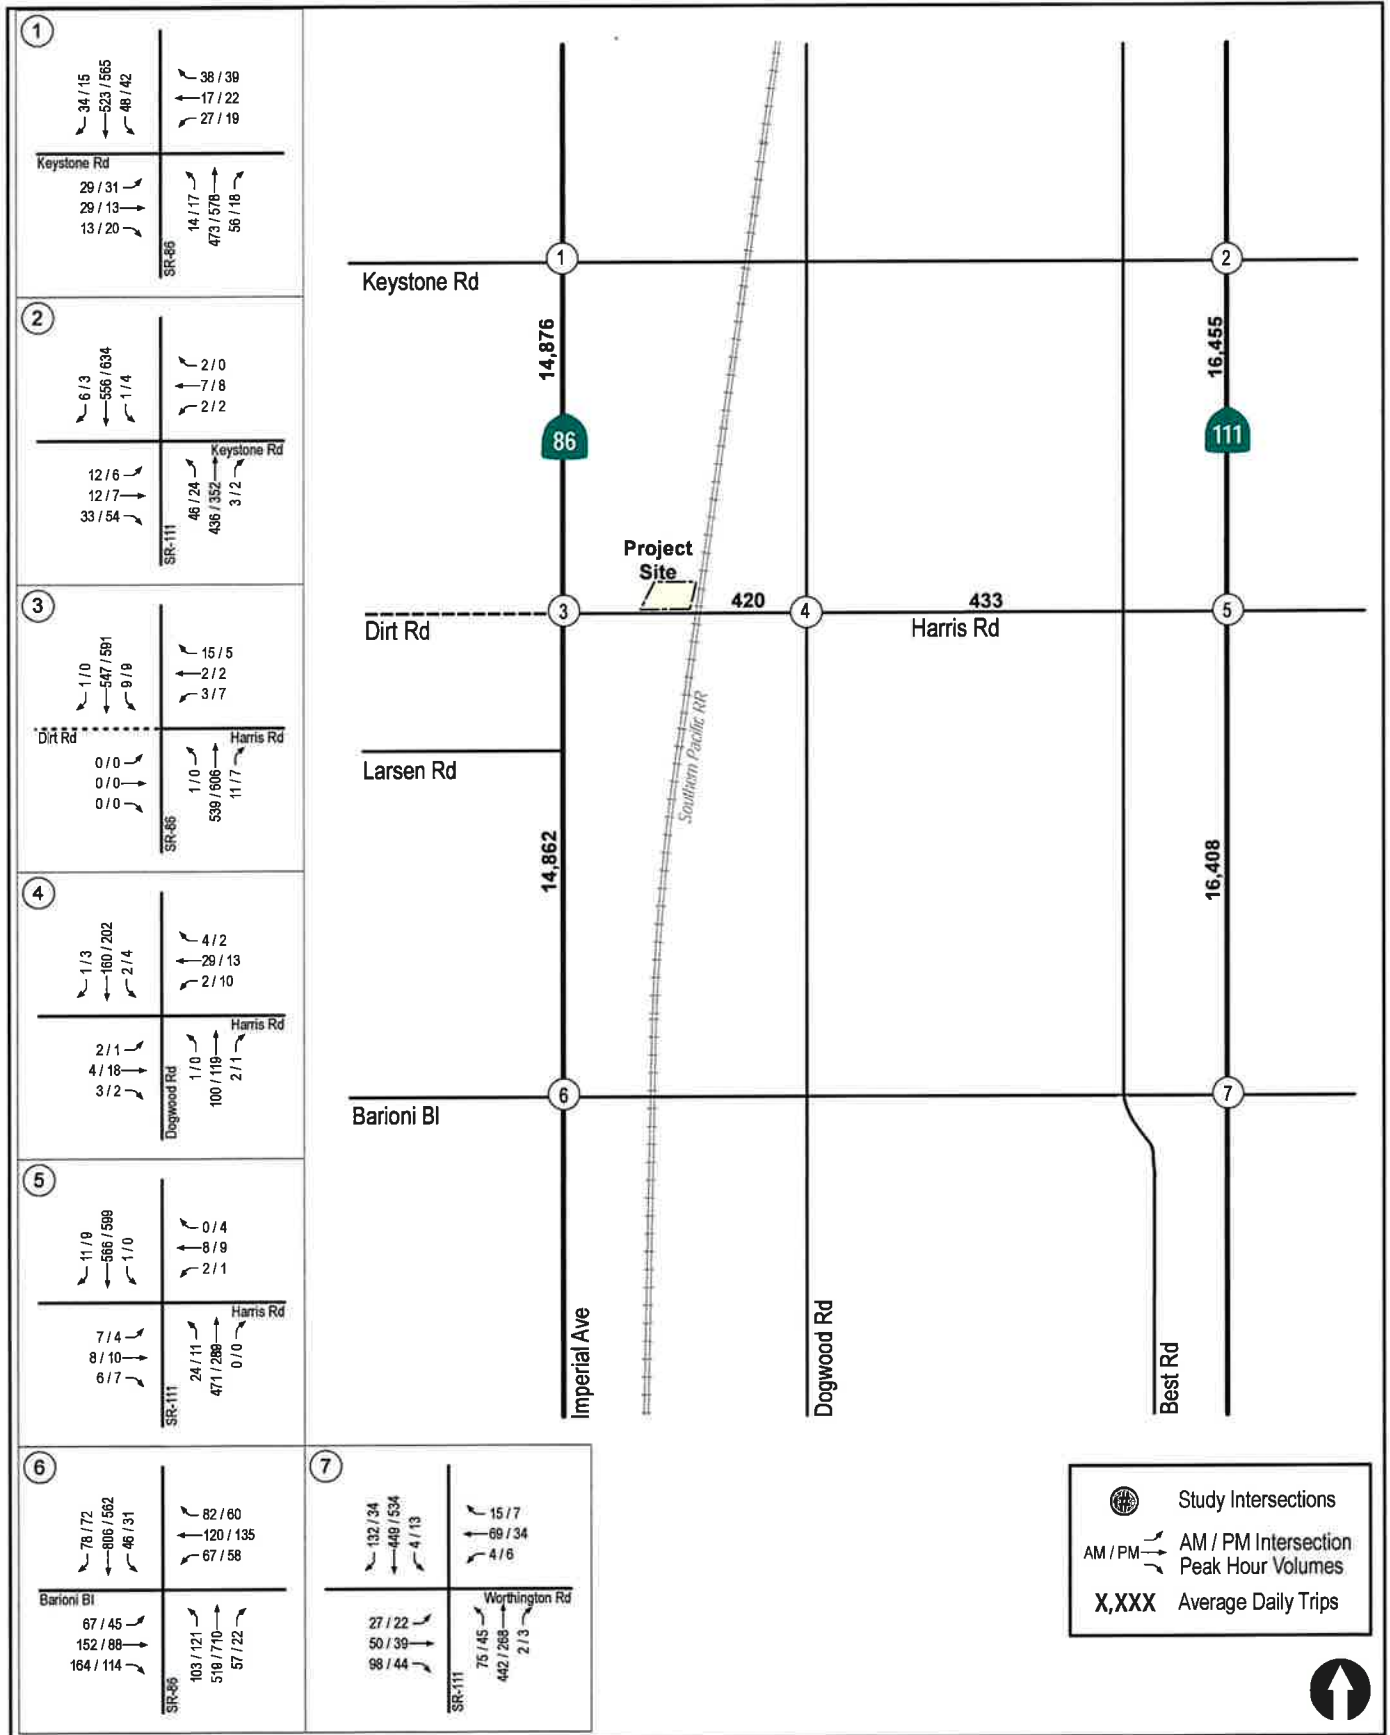 1
34 / 15
523 / 565
48 / 42
38 / 39
17 / 22
27 / 19
Keystone Rd
29 / 31
29 / 13
13 / 20
14 / 17
473 / 578
56 / 18
SR-86
2
6 / 3
556 / 634
1 / 4
2 / 0
7 / 8
2 / 2
Keystone Rd
12 / 6
12 / 7
33 / 54
46 / 24
436 / 352
3 / 2
SR-111
3
1 / 0
547 / 591
9 / 9
15 / 5
2 / 2
3 / 7
Dirt Rd
Harris Rd
0 / 0
0 / 0
0 / 0
1 / 0
539 / 606
11 / 7
SR-86
4
1 / 3
160 / 202
2 / 4
4 / 2
29 / 13
2 / 10
Harris Rd
2 / 1
4 / 18
3 / 2
1 / 0
100 / 119
2 / 1
Dogwood Rd
5
11 / 9
566 / 599
1 / 0
0 / 4
8 / 9
2 / 1
Harris Rd
7 / 4
8 / 10
6 / 7
24 / 11
471 / 289
0 / 0
SR-111
6
78 / 72
806 / 562
46 / 31
82 / 60
120 / 135
67 / 58
Barioni Bl
67 / 45
152 / 88
164 / 114
103 / 121
519 / 710
57 / 22
SR-86
7
132 / 34
449 / 534
4 / 13
15 / 7
69 / 34
4 / 6
Worthington Rd
27 / 22
50 / 39
98 / 44
75 / 45
442 / 268
2 / 3
SR-111
1
2
Keystone Rd
14,876
16,455
86
111
Project
Site
3
420
4
433
5
Dirt Rd
Harris Rd
Southern Pacific RR
Larsen Rd
14,862
16,408
6
7
Barioni Bl
Imperial Ave
Dogwood Rd
Best Rd
#
Study Intersections
AM / PM
AM / PM Intersection
Peak Hour Volumes
X,XXX Average Daily Trips